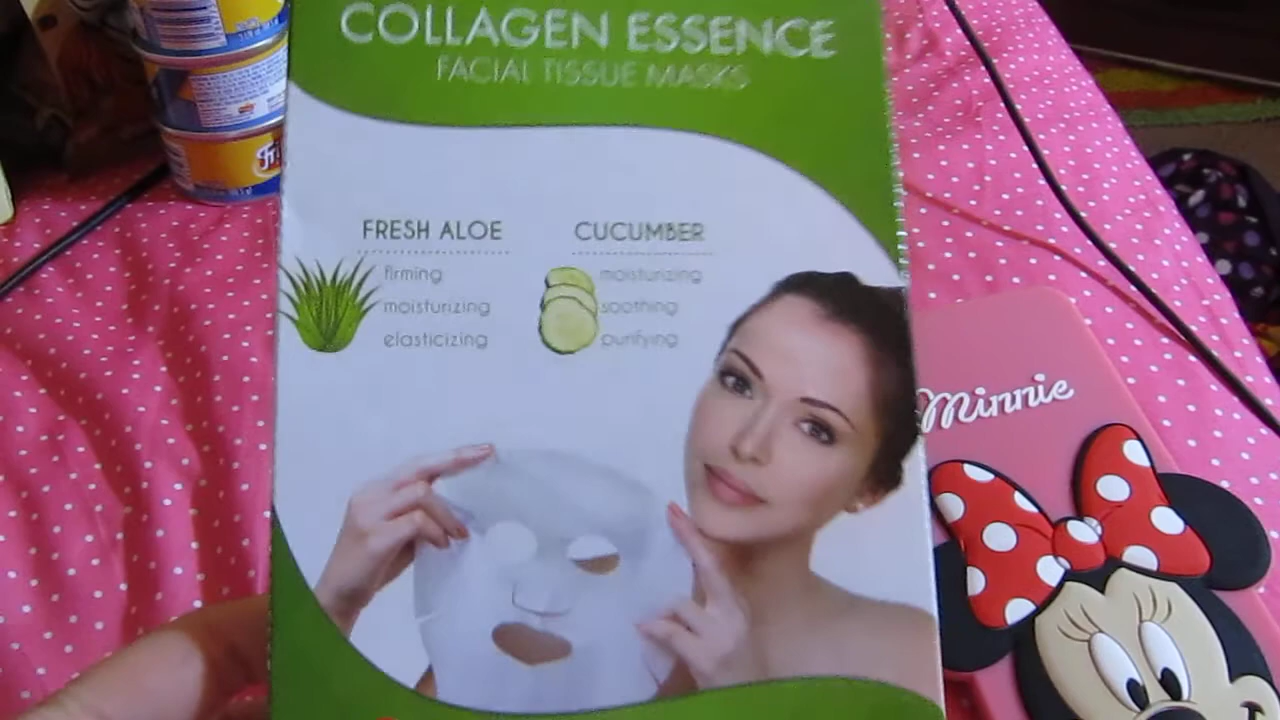 COLLAGEN ESSENCE
FACIAL TISSUE MASKS
FRESH ALOE
firming
moisturizing
elasticizing
CUCUMBER
moisturizing
soothing
purifying
Minnie